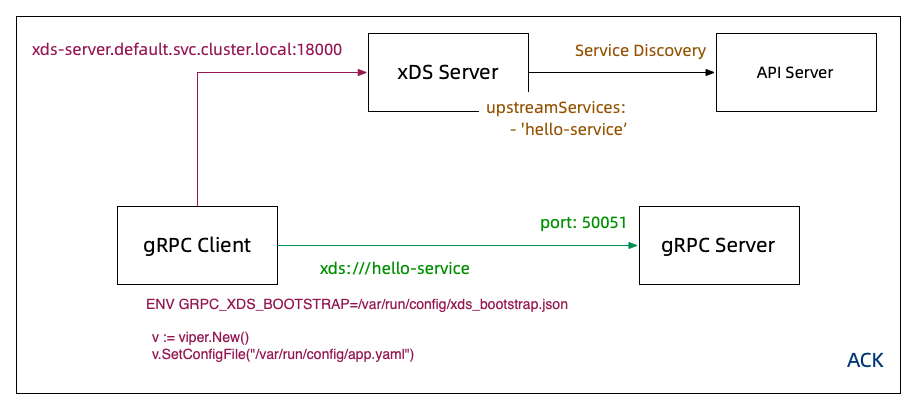 xds-server.default.svc.cluster.local:18000
xDS Server
Service Discovery
API Server
upstreamServices:
- 'hello-service’
gRPC Client
port: 50051
gRPC Server
xds:///hello-service
ENV GRPC_XDS_BOOTSTRAP=/var/run/config/xds_bootstrap.json
v := viper.New()
v.SetConfigFile("/var/run/config/app.yaml")
ACK